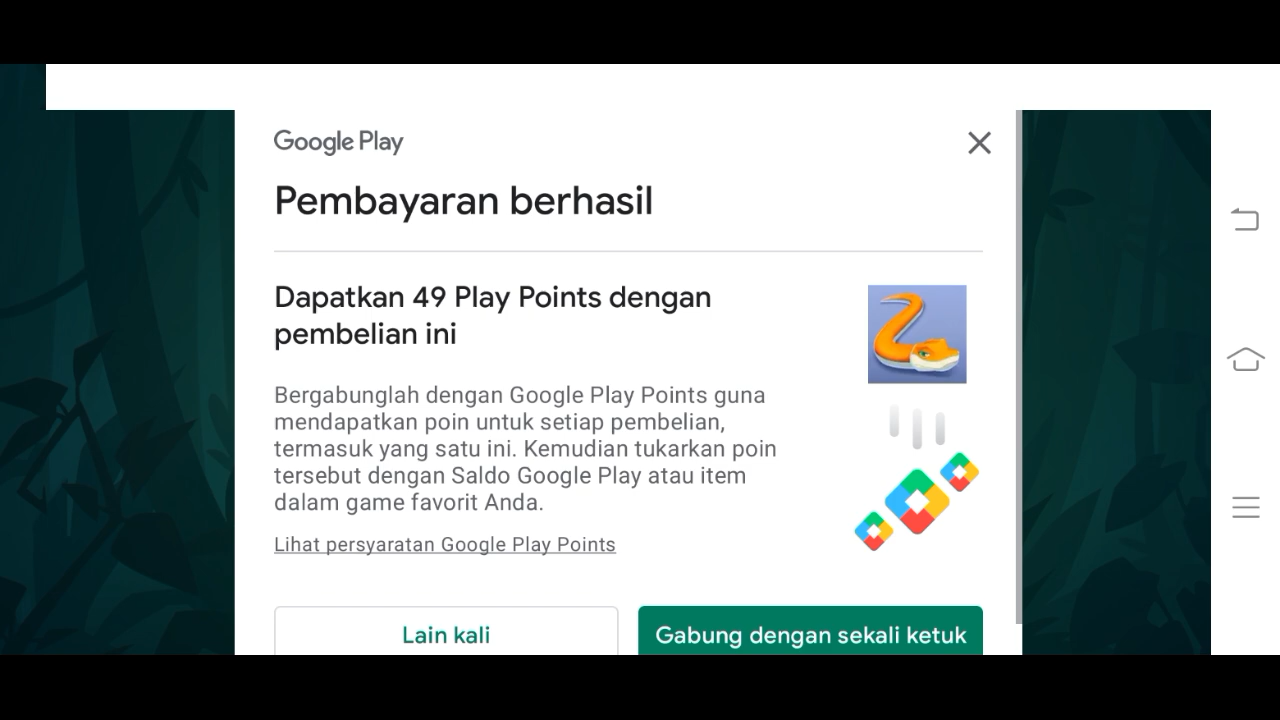 Google Play
Pembayaran berhasil
Dapatkan 49 Play Points dengan
pembelian ini
Bergabunglah dengan Google Play Points guna
mendapatkan poin untuk setiap pembelian,
termasuk yang satu ini. Kemudian tukarkan poin
tersebut dengan Saldo Google Play atau item
dalam game favorit Anda.
Lihat persyaratan Google Play Points
Lain kali
Gabung dengan sekali ketuk